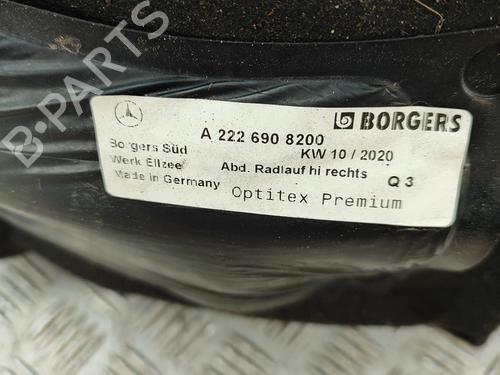 BORGERS
A 222 690 8200
Borgers Süd
KW 10 / 2020
Werk Ellzee
Abd. Radlauf hi rechts
Q 3
Made in Germany
Optitex Premium
B-PARTS